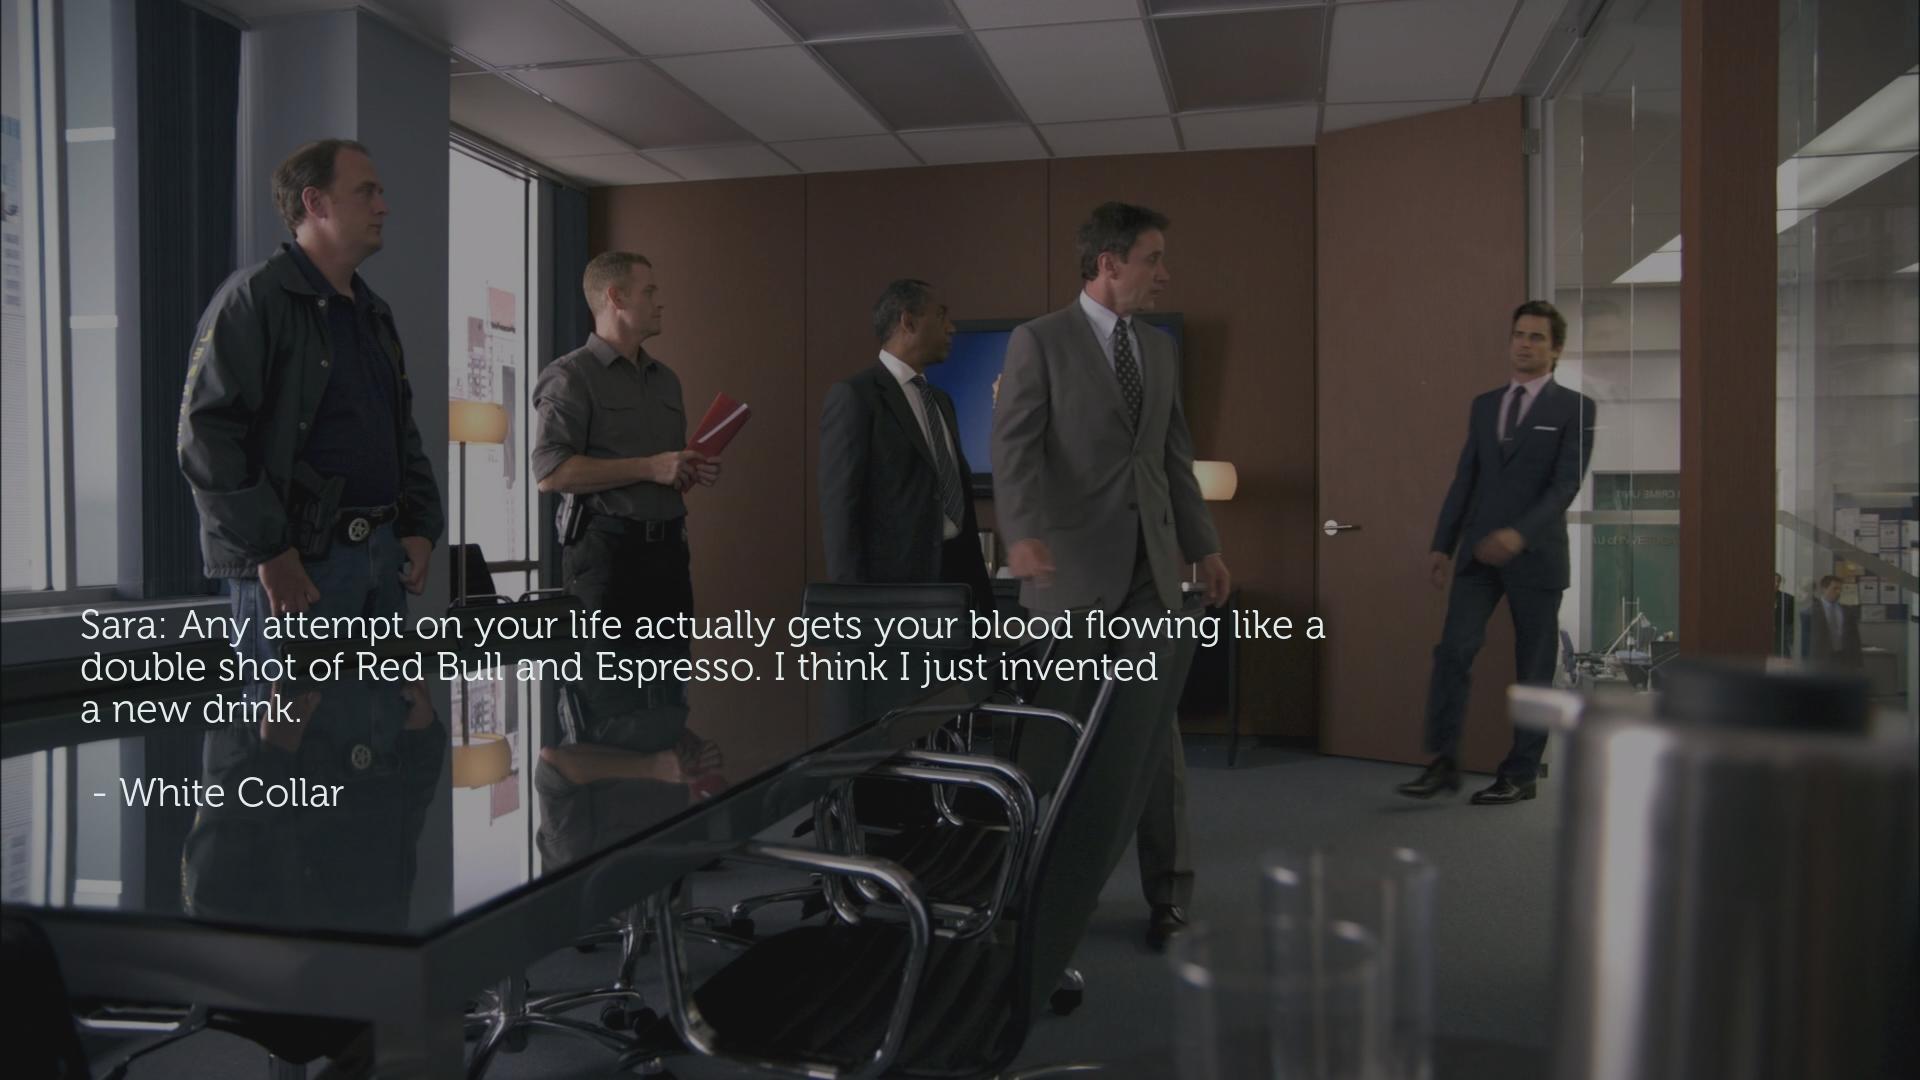 Sara: Any attempt on your life actually gets your blood flowing like a
double shot of Red Bull and Espresso. I think I just invented
a new drink.
- White Collar